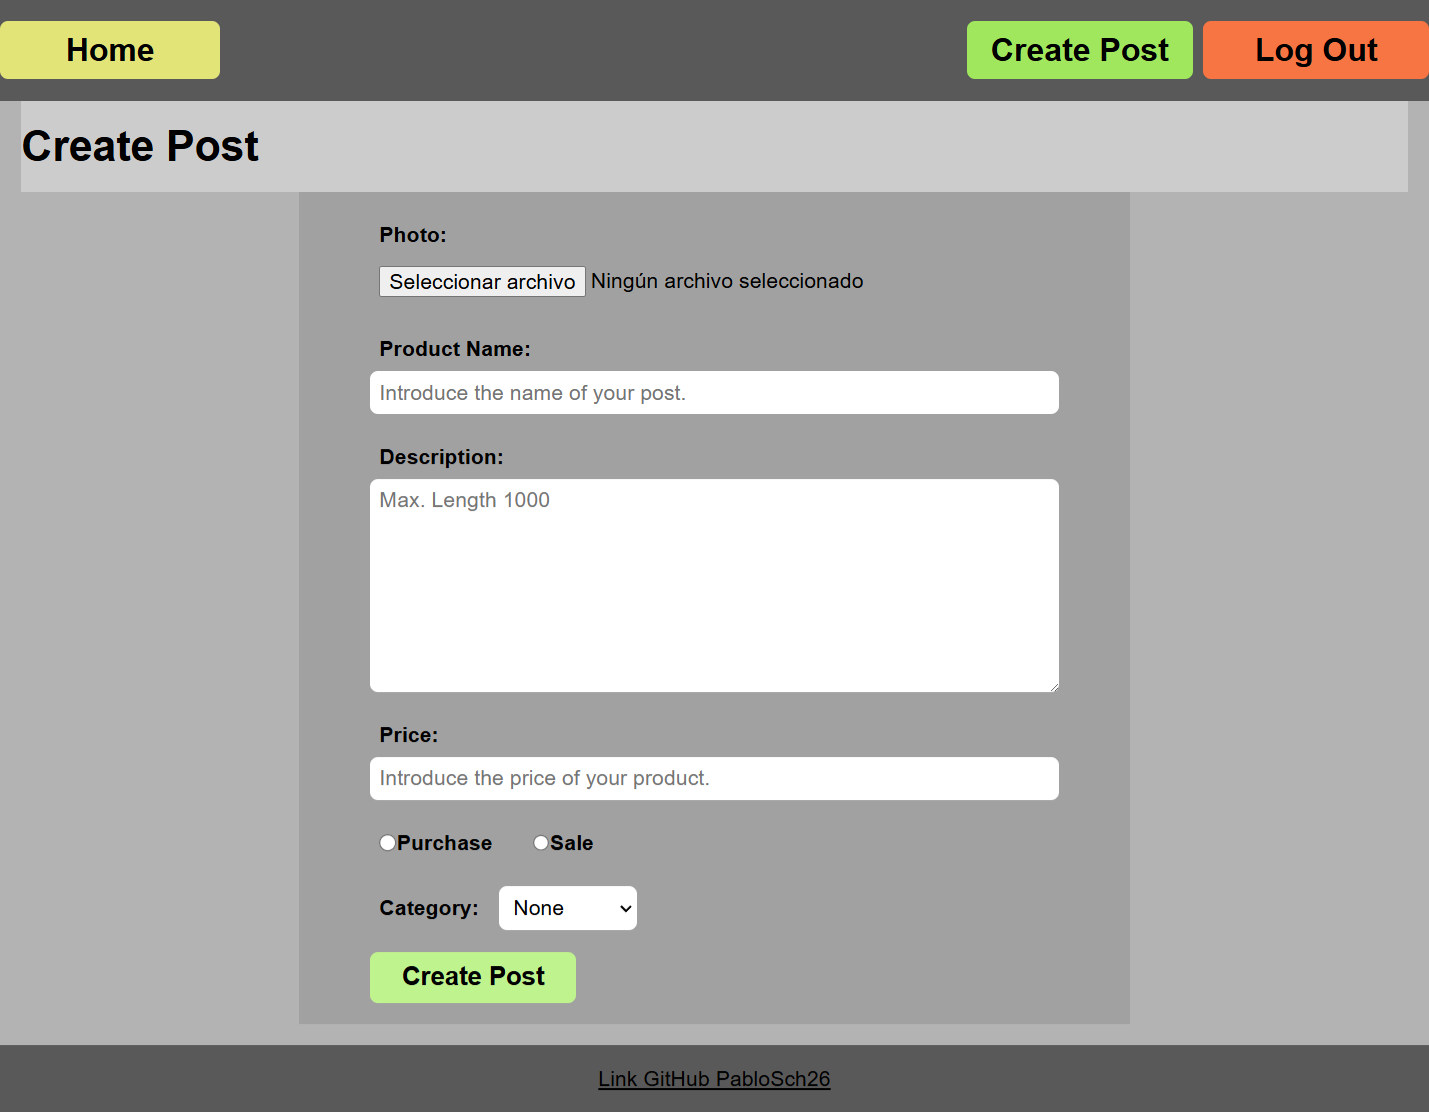 Home
Create Post
Log Out
Create Post
Photo:
Seleccionar archivo Ningún archivo seleccionado
Product Name:
Introduce the name of your post.
Description:
Max. Length 1000
Price:
Introduce the price of your product.
Purchase Sale
Category: None
Create Post
Link GitHub PabloSch26